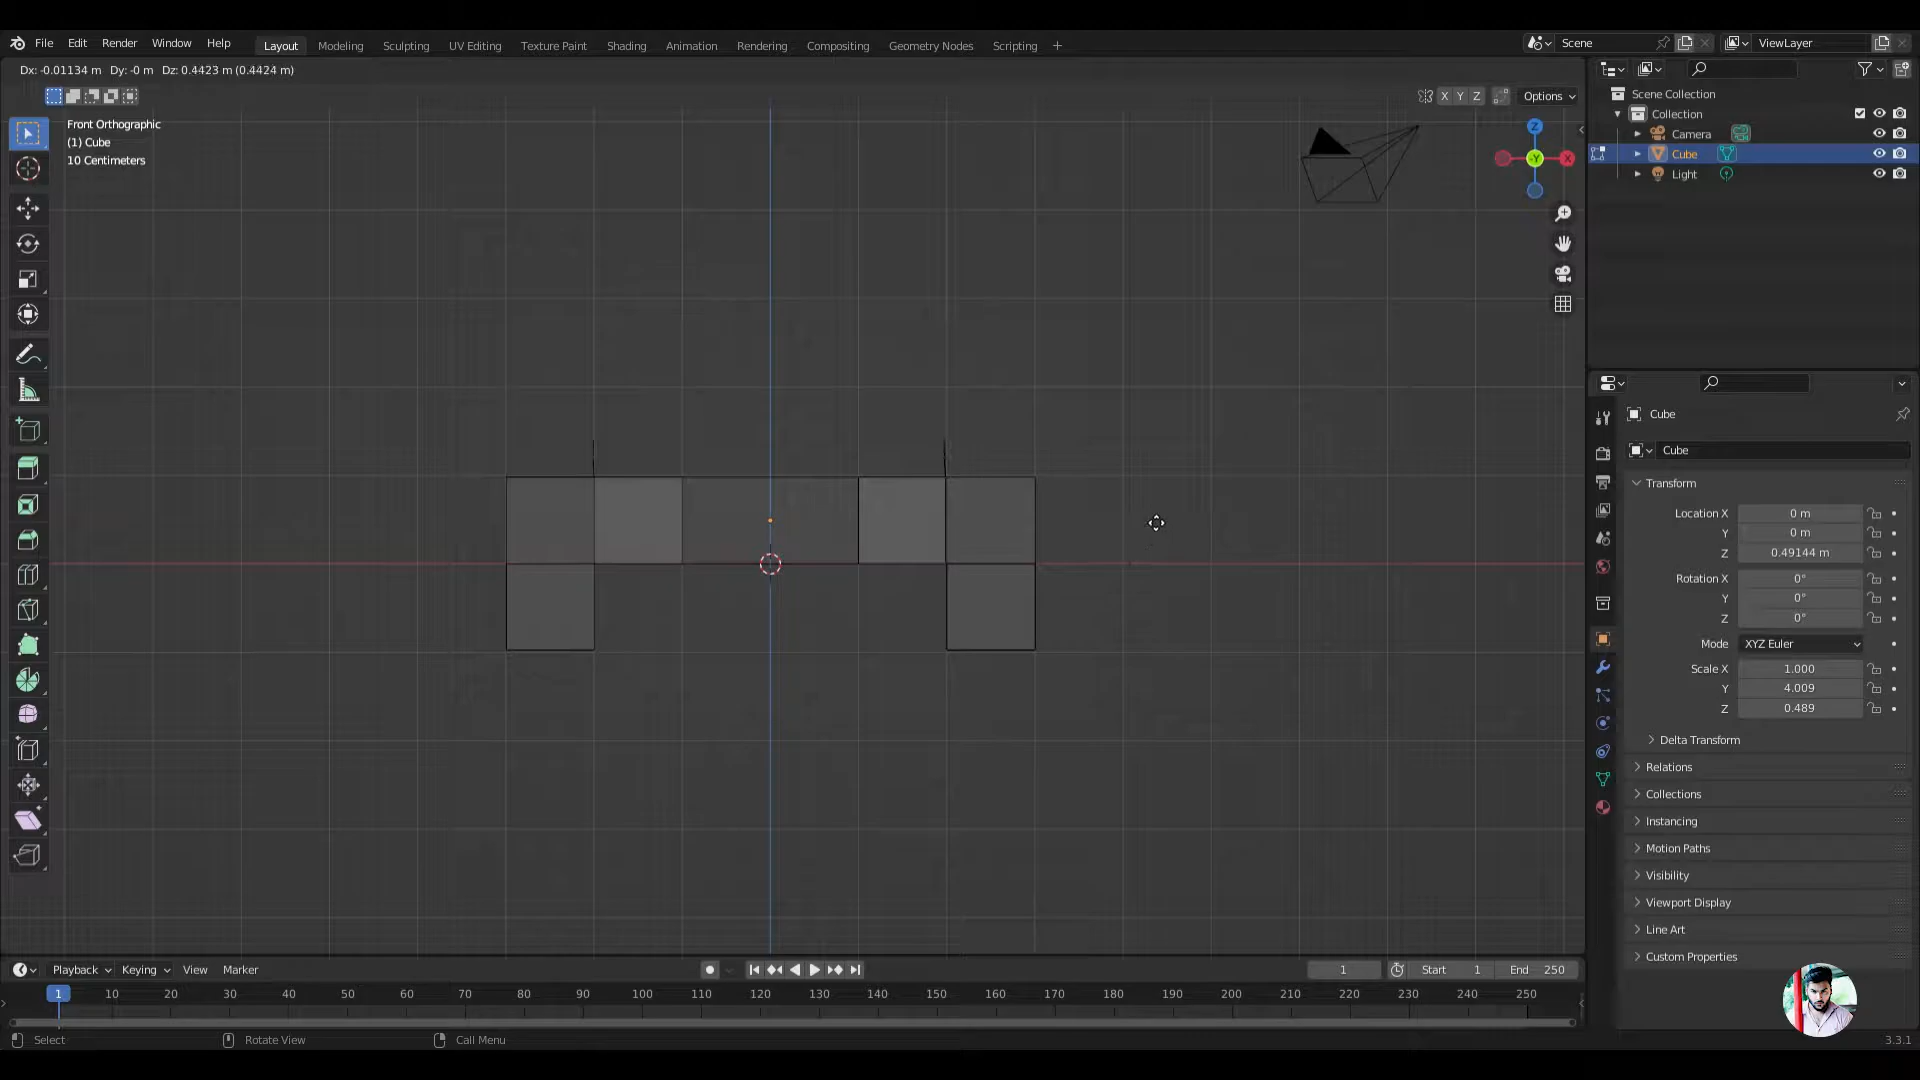 File Edit Render Window Help Layout Modeling Sculpting UV Editing Texture Paint Shading Animation Rendering Compositing Geometry Nodes Scripting + Scene ViewLayer
Dx: -0.01134 m Dy: -0 m Dz: 0.4423 m (0.4424 m)
X Y Z Options
Front Orthographic
(1) Cube
10 Centimeters
Z
-Y
X
Scene Collection
Collection
Camera
Cube
Light
Cube
Cube
Transform
Location X 0 m
Y 0 m
Z 0.49144 m
Rotation X 0°
Y 0°
Z 0°
Mode XYZ Euler
Scale X 1.000
Y 4.009
Z 0.489
Delta Transform
Relations
Collections
Instancing
Motion Paths
Visibility
Viewport Display
Line Art
Custom Properties
Playback Keying View Marker 1 Start 1 End 250
1 10 20 30 40 50 60 70 80 90 100 110 120 130 140 150 160 170 180 190 200 210 220 230 240 250
Select Rotate View Call Menu 3.3.1